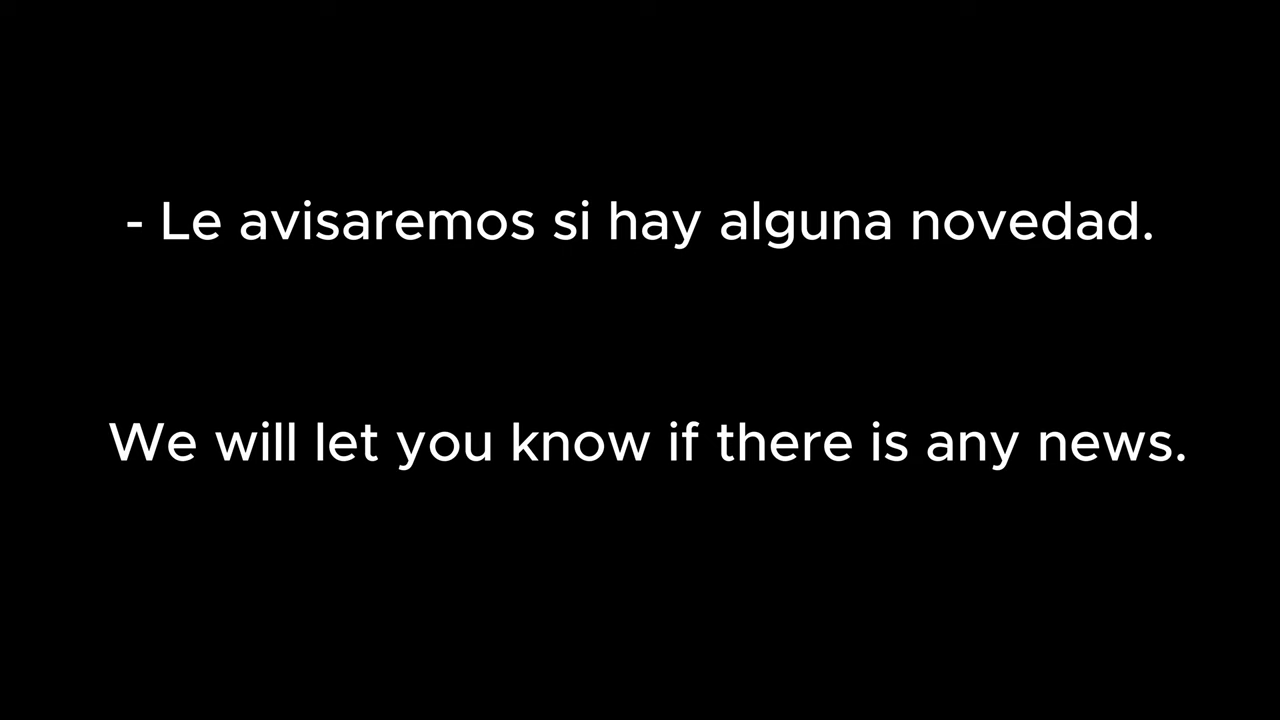 - Le avisaremos si hay alguna novedad.
We will let you know if there is any news.